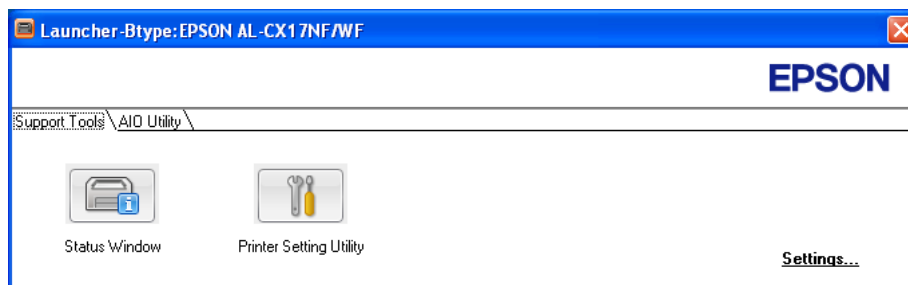 Launcher-Btype:EPSON AL-CX17NF/WF
EPSON
Support Tools AIO Utility
Status Window Printer Setting Utility
Settings...